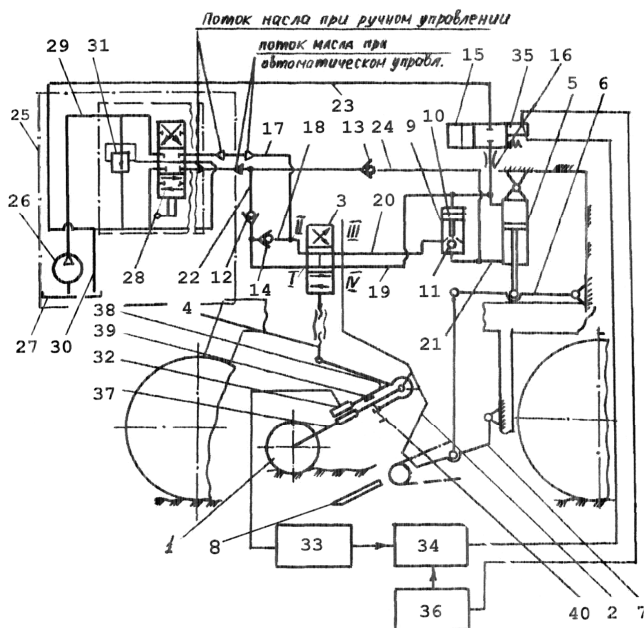 Поток насла при ручном управлении
поток масла при
автоматическом управл.
29 31 15 35 16 5 6
23
10
25 17 18 13 24 9
26 3
20
II III
I IV
28 22 12 14 19 11
27 30 38 4 21
39
32
37
1 8 33 34
36 40 2 7